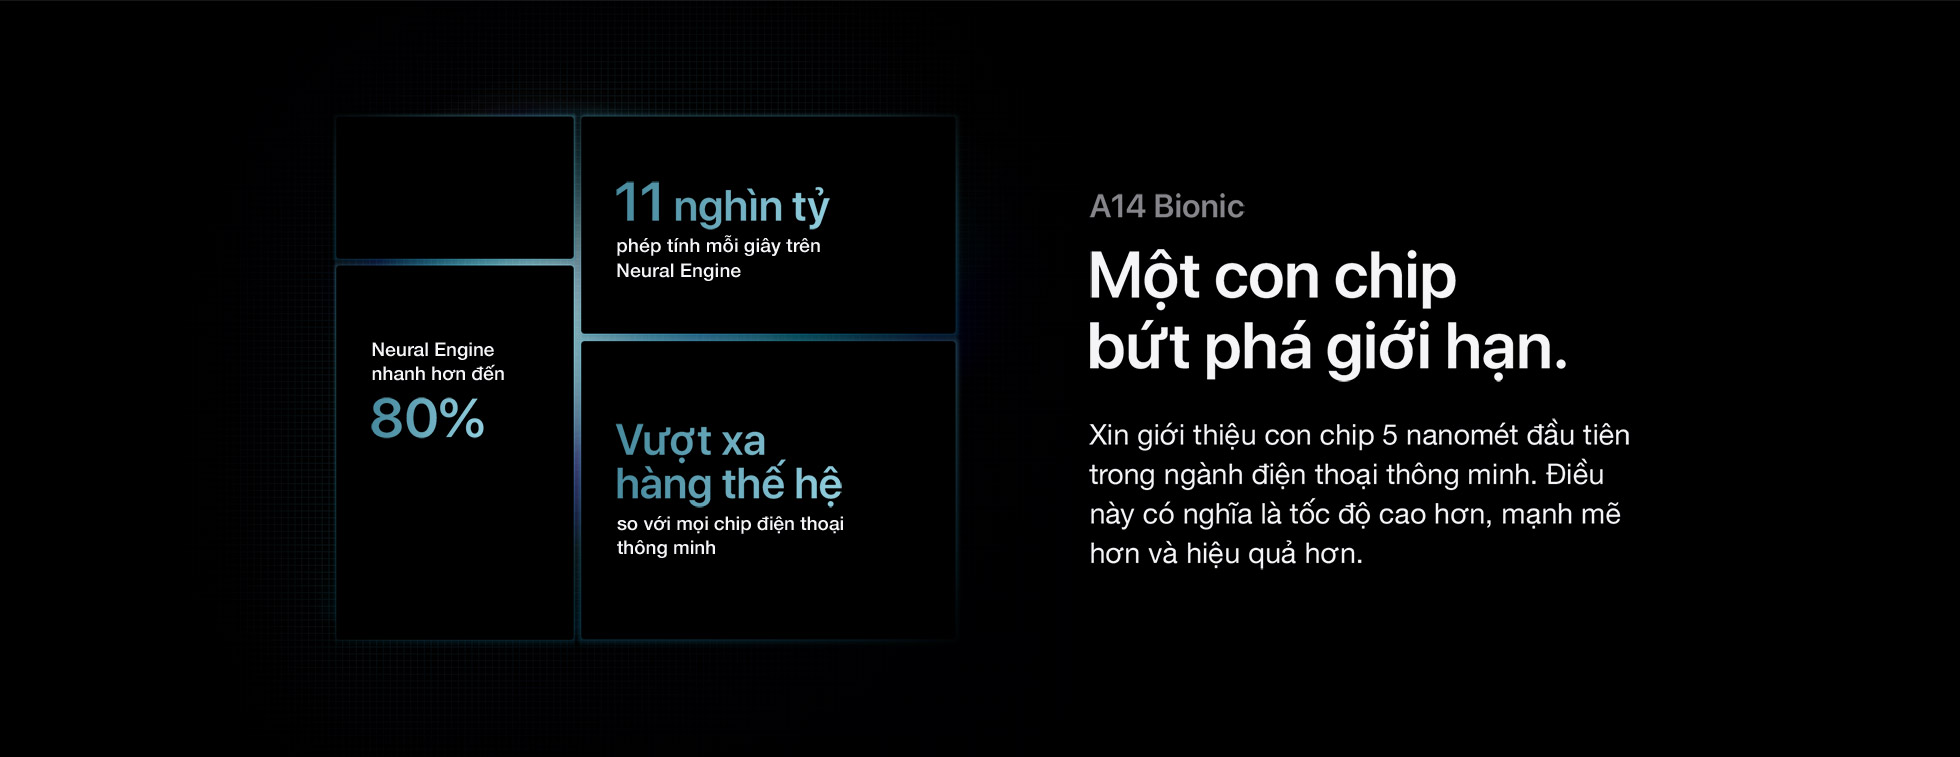 11 nghìn tỷ
phép tính mỗi giây trên
Neural Engine
Neural Engine
nhanh hơn đến
80%
Vượt xa
hàng thế hệ
so với mọi chip điện thoại
thông minh
A14 Bionic
Một con chip
bứt phá giới hạn.
Xin giới thiệu con chip 5 nanomét đầu tiên
trong ngành điện thoại thông minh. Điều
này có nghĩa là tốc độ cao hơn, mạnh mẽ
hơn và hiệu quả hơn.